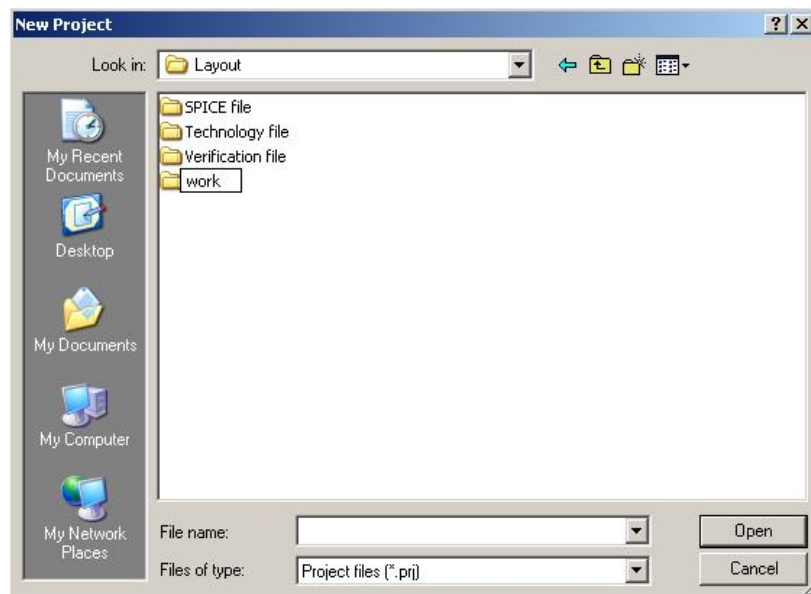 New Project
Look in:
Layout
SPICE file
Technology file
Verification file
work
My Recent
Documents
Desktop
My Documents
My Computer
My Network
Places
File name:
Open
Files of type:
Project files (*.prj)
Cancel